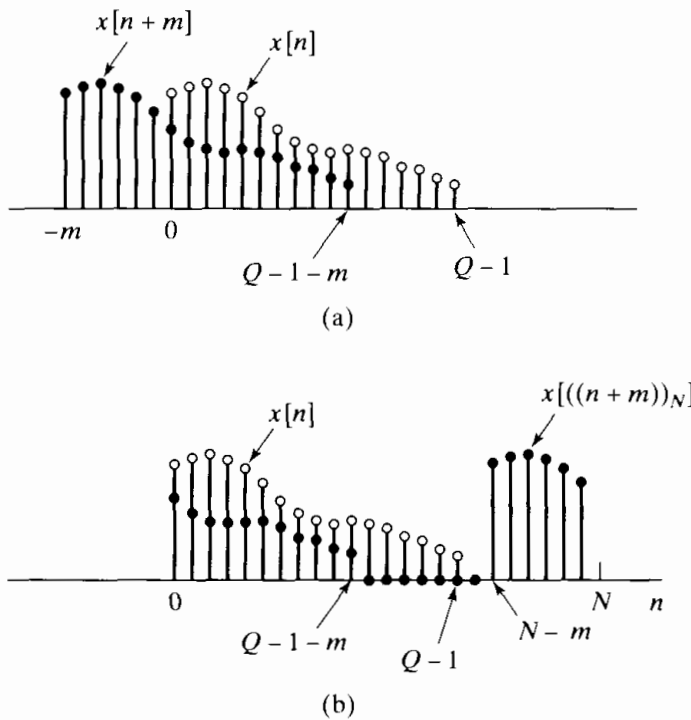 x[n + m]
x[n]
−m
0
Q − 1 − m
Q − 1
(a)
x[n]
x[((n + m))N]
0
N
n
Q − 1 − m
Q − 1
N − m
(b)